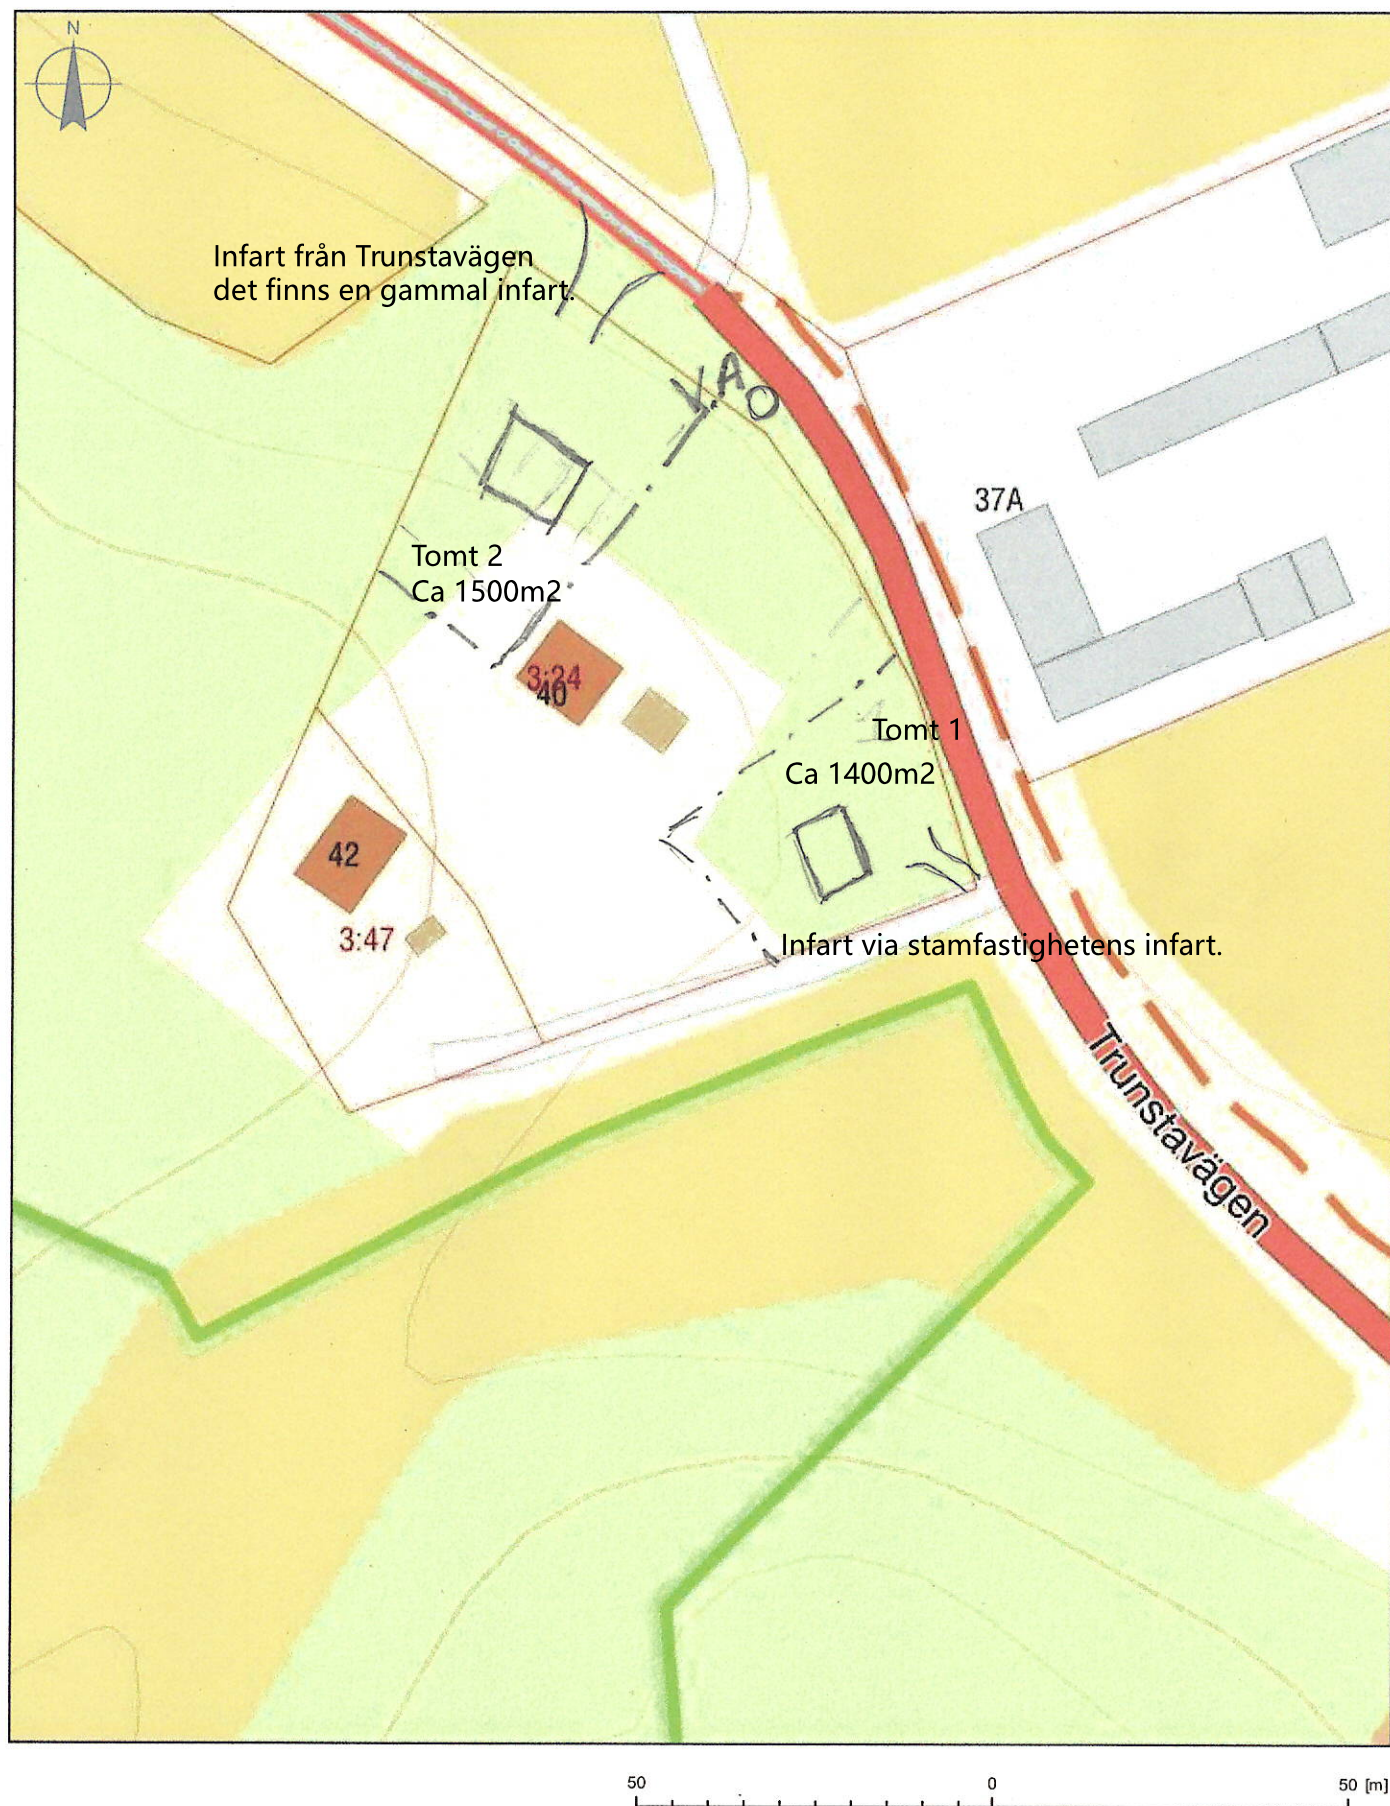 N
Infart från Trunstavägen
det finns en gammal infart.
V.A
37A
Tomt 2
Ca 1500m2
3:24
40
Tomt 1
Ca 1400m2
42
3:47
Infart via stamfastighetens infart.
Trunstavägen
50 0 50 [m]